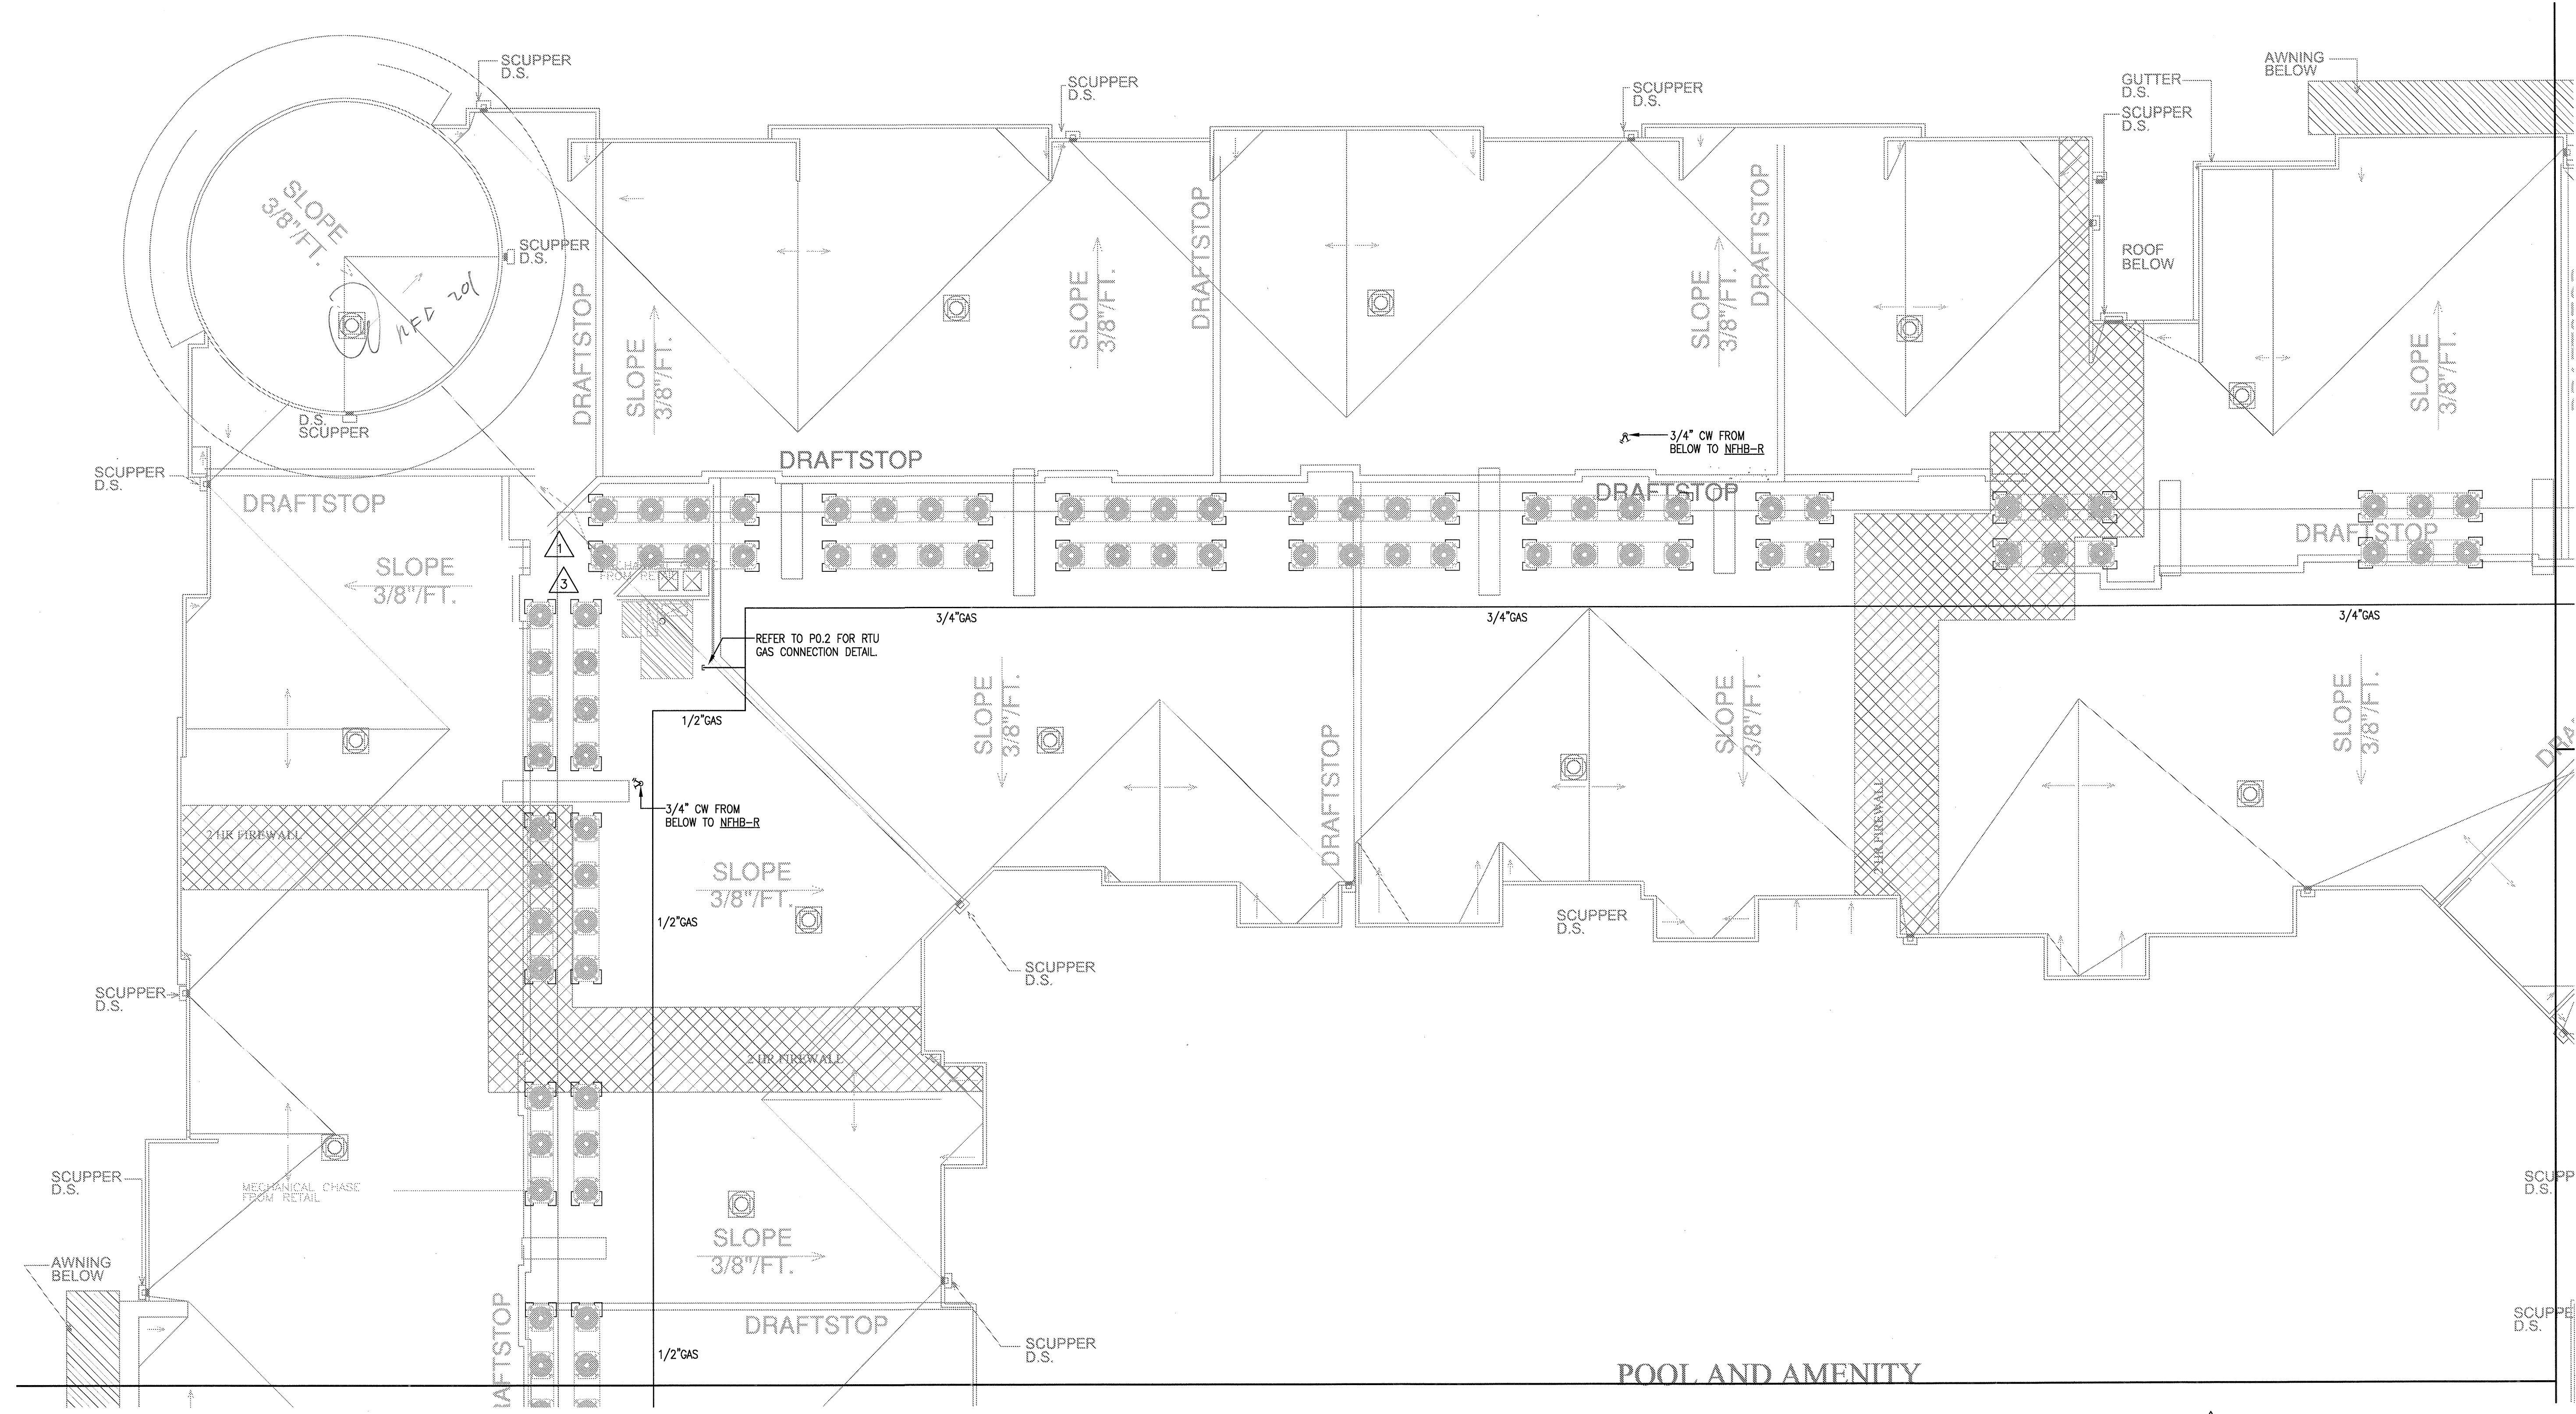 SCUPPER
D.S.
SCUPPER
D.S.
SCUPPER
D.S.
GUTTER
D.S.
SCUPPER
D.S.
AWNING
BELOW
SLOPE
3/8"/FT.
SCUPPER
D.S.
ROOF
BELOW
D.S.
SCUPPER
DRAFTSTOP
SLOPE
3/8"/FT.
SLOPE
3/8"/FT.
DRAFTSTOP
SLOPE
3/8"/FT.
DRAFTSTOP
SLOPE
3/8"/FT.
SCUPPER
D.S.
DRAFTSTOP
DRAFTSTOP
3/4" CW FROM
BELOW TO NFHB-R
DRAFTSTOP
DRAFTSTOP
1
3
SLOPE
3/8"/FT.
3/4"GAS
3/4"GAS
3/4"GAS
REFER TO P0.2 FOR RTU
GAS CONNECTION DETAIL.
1/2"GAS
SLOPE
3/8"/FT.
SLOPE
3/8"/FT.
SLOPE
3/8"/FT.
DRAFTSTOP
3/4" CW FROM
BELOW TO NFHB-R
2 HR FIREWALL
2 HR FIREWALL
SLOPE
3/8"/FT.
1/2"GAS
SCUPPER
D.S.
SCUPPER
D.S.
SCUPPER
D.S.
2 HR FIREWALL
SCUPPER
D.S.
MECHANICAL CHASE
FROM RETAIL
SLOPE
3/8"/FT.
AWNING
BELOW
DRAFTSTOP
1/2"GAS
SCUPPER
D.S.
SCUPP
D.S.
SCUPPE
D.S.
AFTSTOP
POOL AND AMENITY